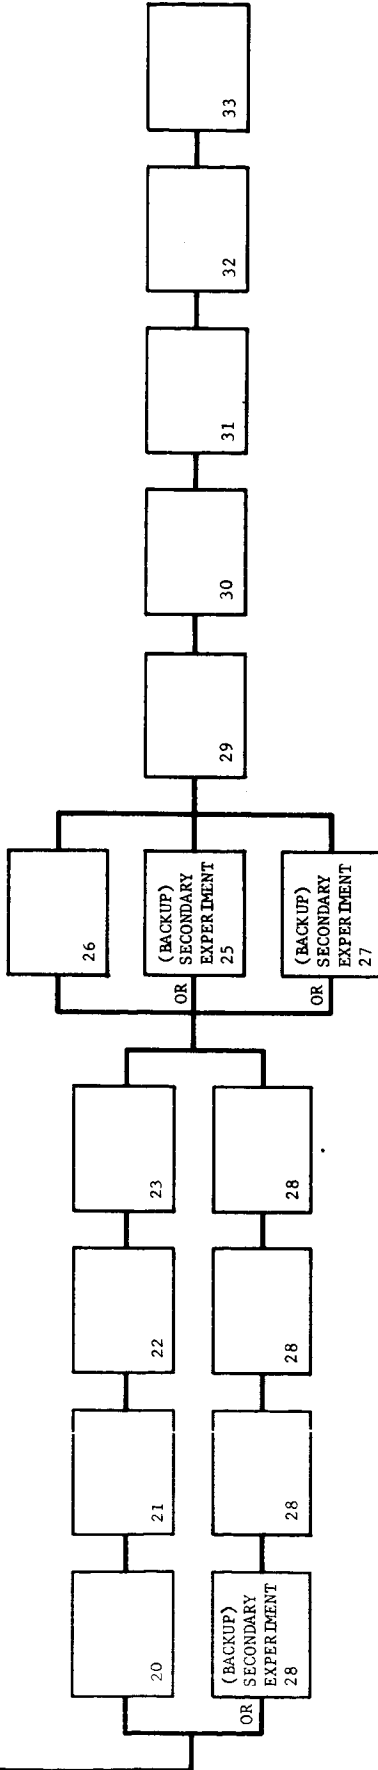 20
21
22
23
OR
(BACKUP)
SECONDARY
EXPERIMENT
28
28
28
28
26
OR
(BACKUP)
SECONDARY
EXPERIMENT
25
OR
(BACKUP)
SECONDARY
EXPERIMENT
27
29
30
31
32
33